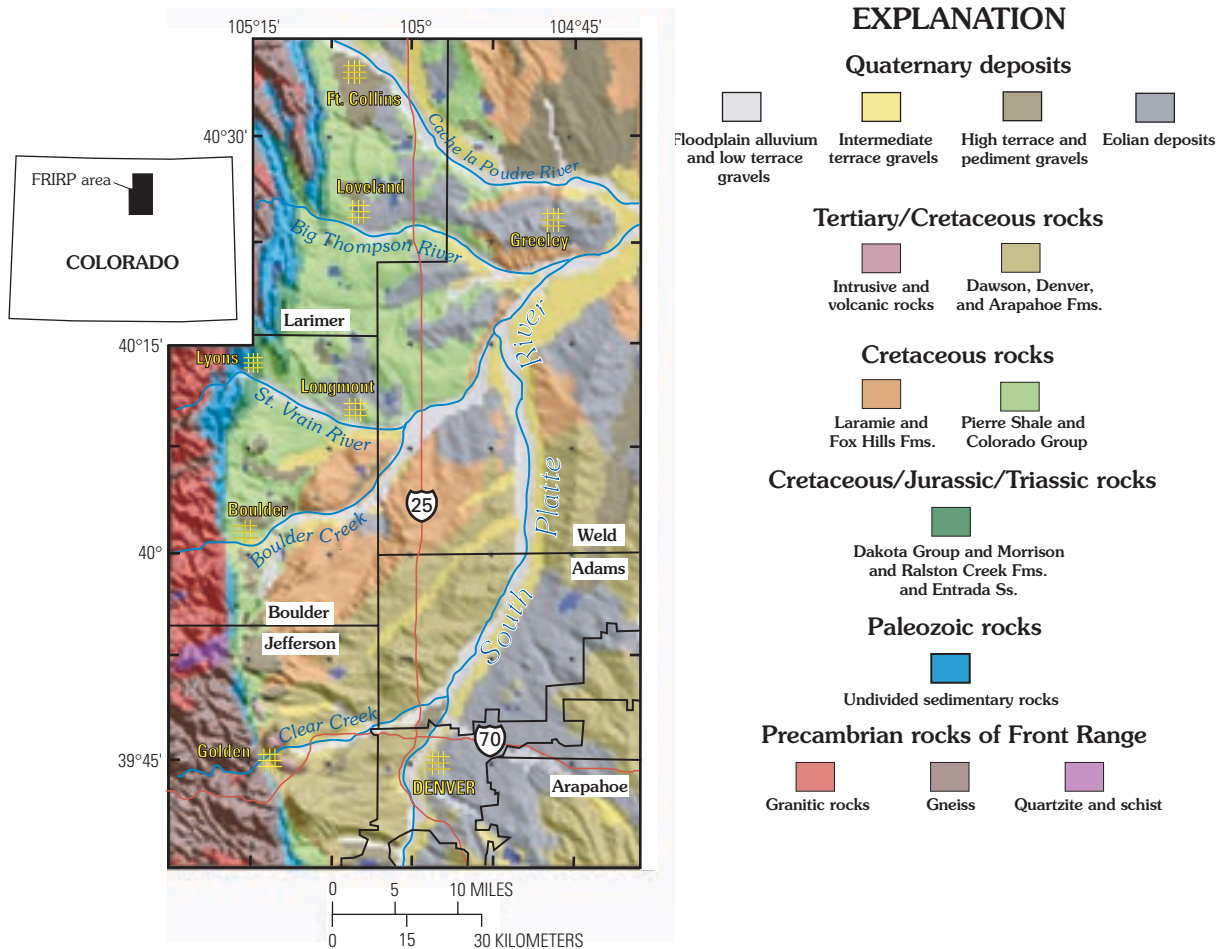 105°15'
105°
104°45'
40°30'
40°15'
40°
39°45'
FRIRP area
COLORADO
Ft. Collins
Cache la Poudre River
Loveland
Big Thompson River
Greeley
Larimer
Lyons
Longmont
St. Vrain River
River
Platte
South
25
Boulder
Boulder Creek
Weld
Adams
Boulder
Jefferson
Clear Creek
Golden
70
DENVER
Arapahoe
0 5 10 MILES
0 15 30 KILOMETERS
EXPLANATION
Quaternary deposits
Floodplain alluvium
and low terrace
gravels
Intermediate
terrace gravels
High terrace and
pediment gravels
Eolian deposits
Tertiary/Cretaceous rocks
Intrusive and
volcanic rocks
Dawson, Denver,
and Arapahoe Fms.
Cretaceous rocks
Laramie and
Fox Hills Fms.
Pierre Shale and
Colorado Group
Cretaceous/Jurassic/Triassic rocks
Dakota Group and Morrison
and Ralston Creek Fms.
and Entrada Ss.
Paleozoic rocks
Undivided sedimentary rocks
Precambrian rocks of Front Range
Granitic rocks
Gneiss
Quartzite and schist